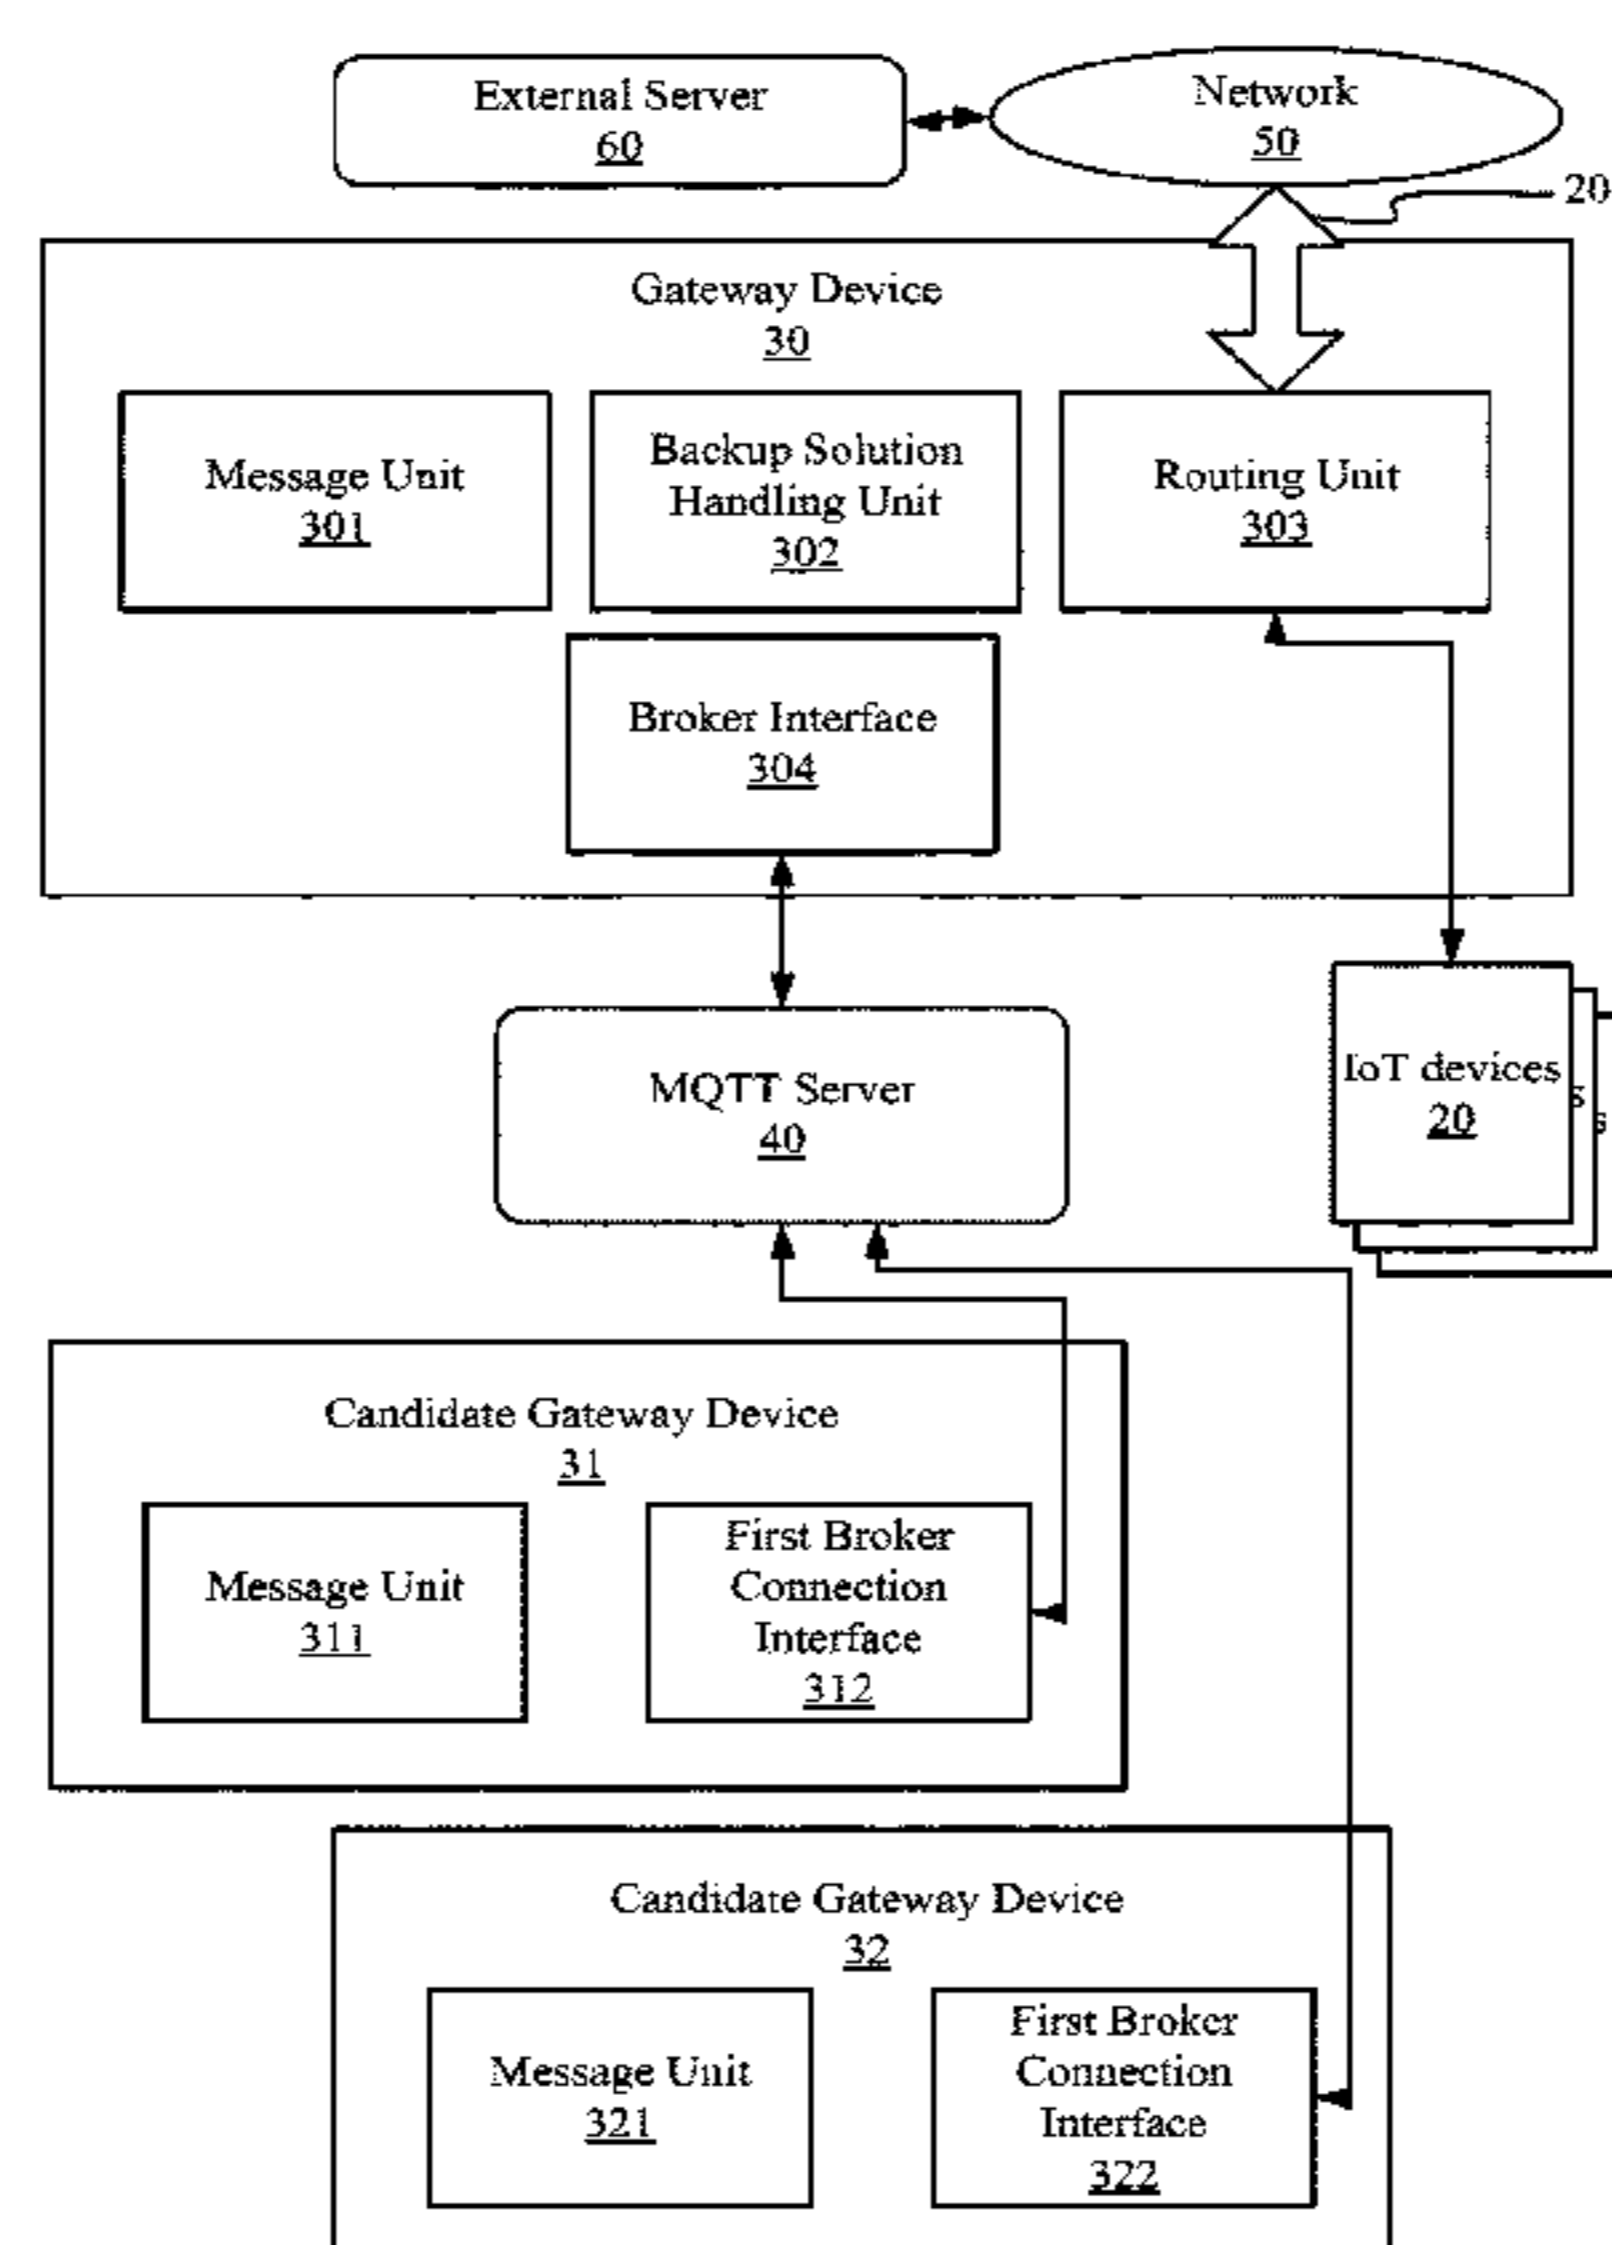 External Server
60
Network
50
20
Gateway Device
30
Message Unit
301
Backup Solution
Handling Unit
302
Routing Unit
303
Broker Interface
304
MQTT Server
40
IoT devices
20
s
s
Candidate Gateway Device
31
Message Unit
311
First Broker
Connection
Interface
312
Candidate Gateway Device
32
Message Unit
321
First Broker
Connection
Interface
322